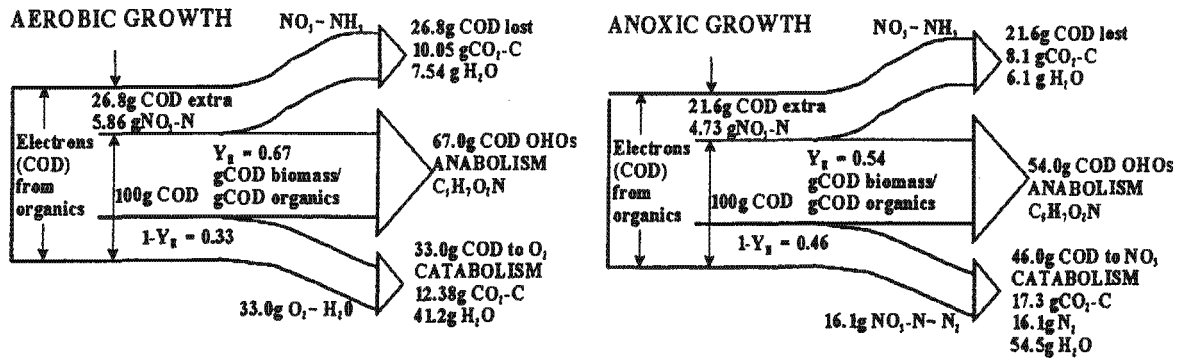 AEROBIC GROWTH
NO₃ – NH₃
26.8g COD lost
10.05 gCO₂-C
7.54 g H₂O
26.8g COD extra
5.86 gNO₃-N
Electrons
(COD)
from
organics
Y_H = 0.67
gCOD biomass/
gCOD organics
100g COD
67.0g COD OHOs
ANABOLISM
C₅H₇O₂N
1-Y_H = 0.33
33.0g COD to O₂
CATABOLISM
12.38g CO₂-C
41.2g H₂O
33.0g O₂ – H₂O
ANOXIC GROWTH
NO₃ – NH₃
21.6g COD lost
8.1 gCO₂-C
6.1 g H₂O
21.6g COD extra
4.73 gNO₃-N
Electrons
(COD)
from
organics
Y_H = 0.54
gCOD biomass/
gCOD organics
100g COD
54.0g COD OHOs
ANABOLISM
C₅H₇O₂N
1-Y_H = 0.46
46.0g COD to NO₃
CATABOLISM
17.3 gCO₂-C
16.1g N₂
54.5g H₂O
16.1g NO₃-N – N₂